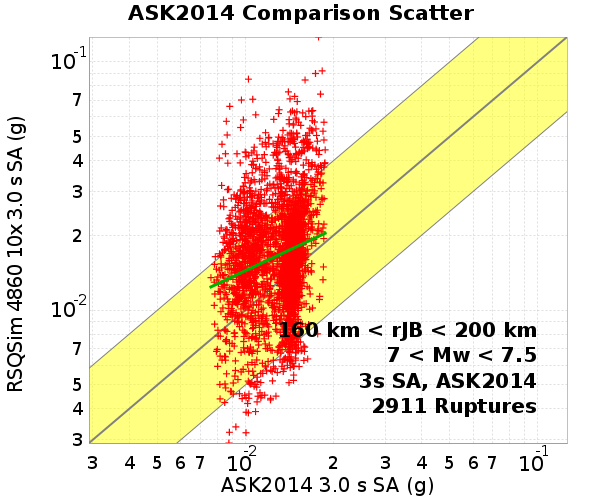 ASK2014 Comparison Scatter
RSQSim 4860 10x 3.0 s SA (g)
10-1
7
5
4
3
2
10-2
7
5
4
3
160 km < rJB < 200 km
7 < Mw < 7.5
3s SA, ASK2014
2911 Ruptures
3 4 5 6 7 10-2 2 3 4 5 6 7 10-1
ASK2014 3.0 s SA (g)